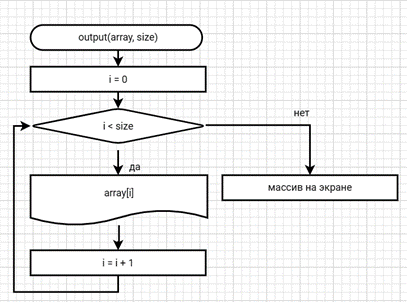 output(array, size)
i = 0
i < size
нет
да
array[i]
массив на экране
i = i + 1